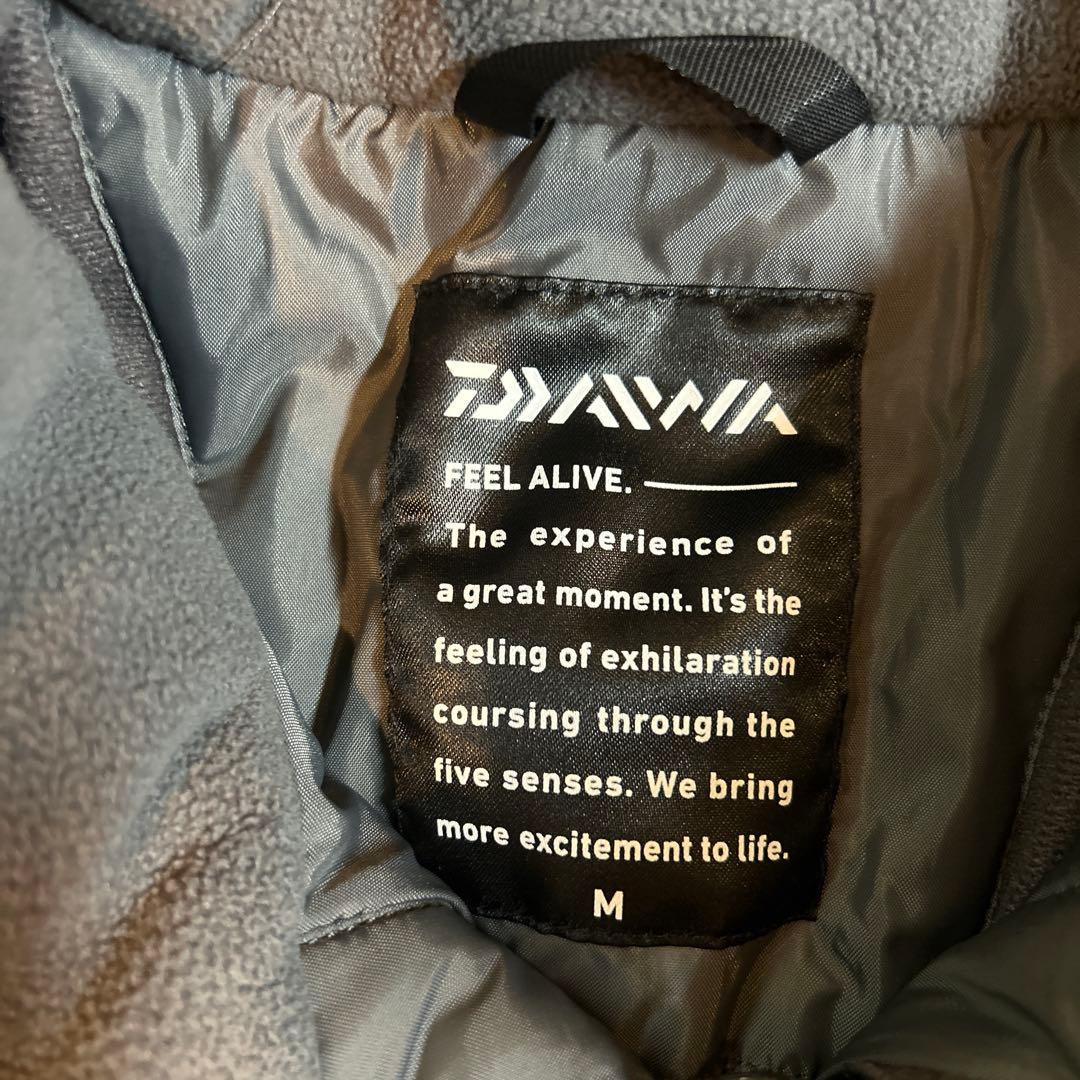 DAIWA
FEEL ALIVE.
The experience of
a great moment. It's the
feeling of exhilaration
coursing through the
five senses. We bring
more excitement to life.
M